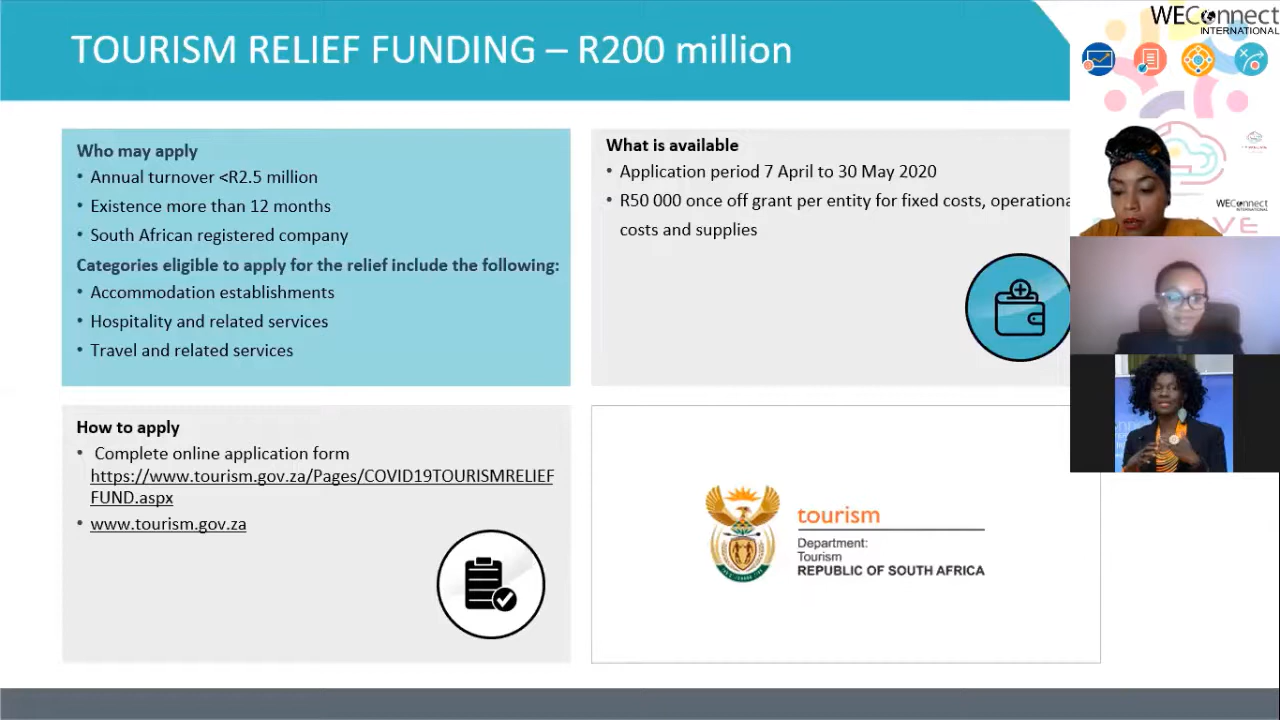 TOURISM RELIEF FUNDING – R200 million
WEConnect
INTERNATIONAL
Who may apply
• Annual turnover <R2.5 million
• Existence more than 12 months
• South African registered company
Categories eligible to apply for the relief include the following:
• Accommodation establishments
• Hospitality and related services
• Travel and related services
What is available
• Application period 7 April to 30 May 2020
• R50 000 once off grant per entity for fixed costs, operationa
costs and supplies
WEConnect
INTERNATIONAL
VE
How to apply
• Complete online application form
https://www.tourism.gov.za/Pages/COVID19TOURISMRELIEF
FUND.aspx
• www.tourism.gov.za
tourism
Department:
Tourism
REPUBLIC OF SOUTH AFRICA